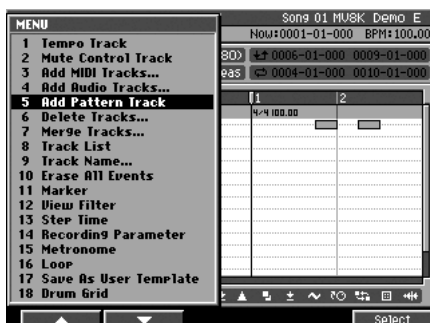 MENU
Song 01 MV8K Demo E
Now:0001-01-000 BPM:100.00
0006-01-000 0009-01-000
0004-01-000 0010-01-000
1 Tempo Track
2 Mute Control Track
3 Add MIDI Tracks...
4 Add Audio Tracks...
5 Add Pattern Track
6 Delete Tracks...
7 Merge Tracks...
8 Track List
9 Track Name...
10 Erase All Events
11 Marker
12 View Filter
13 Step Time
14 Recording Parameter
15 Metronome
16 Loop
17 Save As User Template
18 Drum Grid
1 2
4/4 100.00
Select